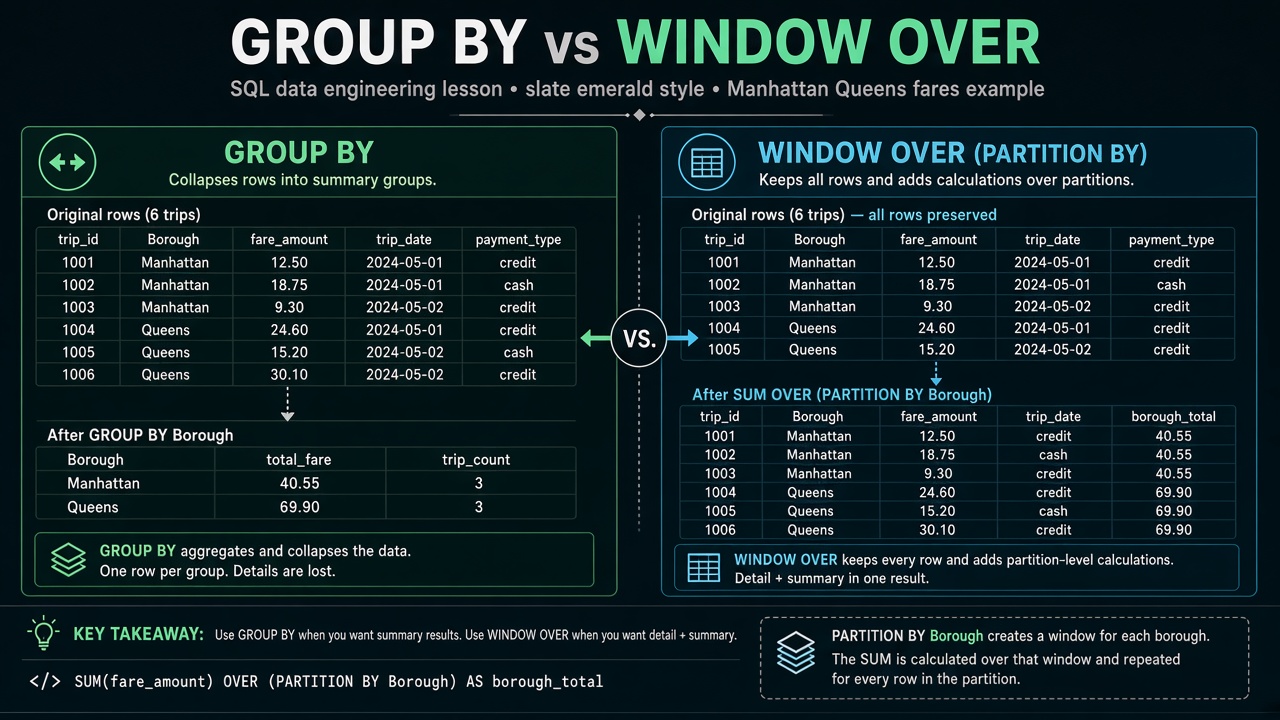 GROUP BY vs WINDOW OVER
SQL data engineering lesson • slate emerald style • Manhattan Queens fares example
GROUP BY
Collapses rows into summary groups.
Original rows (6 trips)
trip_id Borough fare_amount trip_date payment_type
1001 Manhattan 12.50 2024-05-01 credit
1002 Manhattan 18.75 2024-05-01 cash
1003 Manhattan 9.30 2024-05-02 credit
1004 Queens 24.60 2024-05-01 credit
1005 Queens 15.20 2024-05-02 cash
1006 Queens 30.10 2024-05-02 credit
After GROUP BY Borough
Borough total_fare trip_count
Manhattan 40.55 3
Queens 69.90 3
GROUP BY aggregates and collapses the data.
One row per group. Details are lost.
VS.
WINDOW OVER (PARTITION BY)
Keeps all rows and adds calculations over partitions.
Original rows (6 trips) — all rows preserved
trip_id Borough fare_amount trip_date payment_type
1001 Manhattan 12.50 2024-05-01 credit
1002 Manhattan 18.75 2024-05-01 cash
1003 Manhattan 9.30 2024-05-02 credit
1004 Queens 24.60 2024-05-01 credit
1005 Queens 15.20 2024-05-02 credit
After SUM OVER (PARTITION BY Borough)
trip_id Borough fare_amount trip_date borough_total
1001 Manhattan 12.50 credit 40.55
1002 Manhattan 18.75 cash 40.55
1003 Manhattan 9.30 credit 40.55
1004 Queens 24.60 credit 69.90
1005 Queens 15.20 cash 69.90
1006 Queens 30.10 credit 69.90
WINDOW OVER keeps every row and adds partition-level calculations.
Detail + summary in one result.
KEY TAKEAWAY: Use GROUP BY when you want summary results. Use WINDOW OVER when you want detail + summary.
</> SUM(fare_amount) OVER (PARTITION BY Borough) AS borough_total
PARTITION BY Borough creates a window for each borough.
The SUM is calculated over that window and repeated
for every row in the partition.